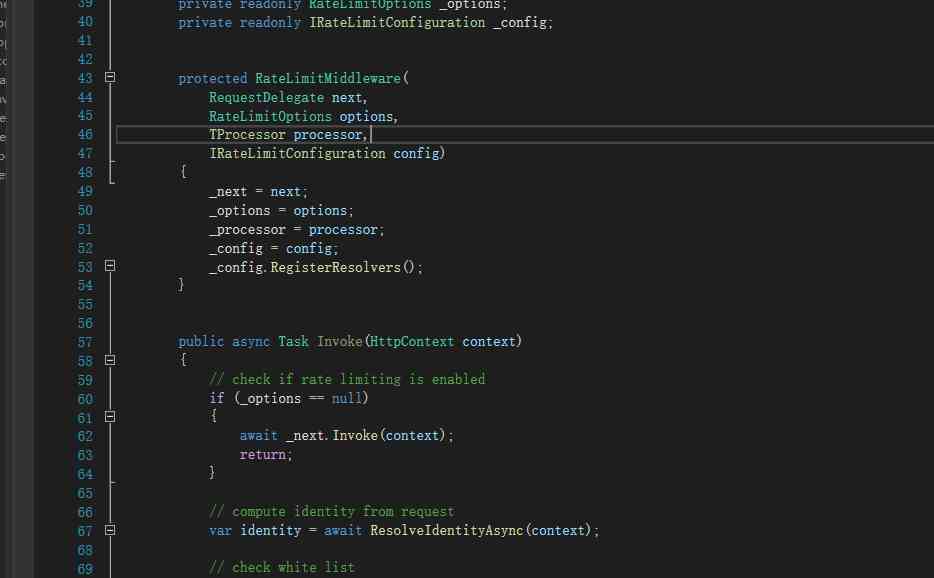 39 private readonly RateLimitOptions _options;
40 private readonly IRateLimitConfiguration _config;
41
42
43 protected RateLimitMiddleware(
44 RequestDelegate next,
45 RateLimitOptions options,
46 TProcessor processor,
47 IRateLimitConfiguration config)
48 {
49 _next = next;
50 _options = options;
51 _processor = processor;
52 _config = config;
53 _config.RegisterResolvers();
54 }
55
56
57 public async Task Invoke(HttpContext context)
58 {
59 // check if rate limiting is enabled
60 if (_options == null)
61 {
62 await _next.Invoke(context);
63 return;
64 }
65
66 // compute identity from request
67 var identity = await ResolveIdentityAsync(context);
68
69 // check white list